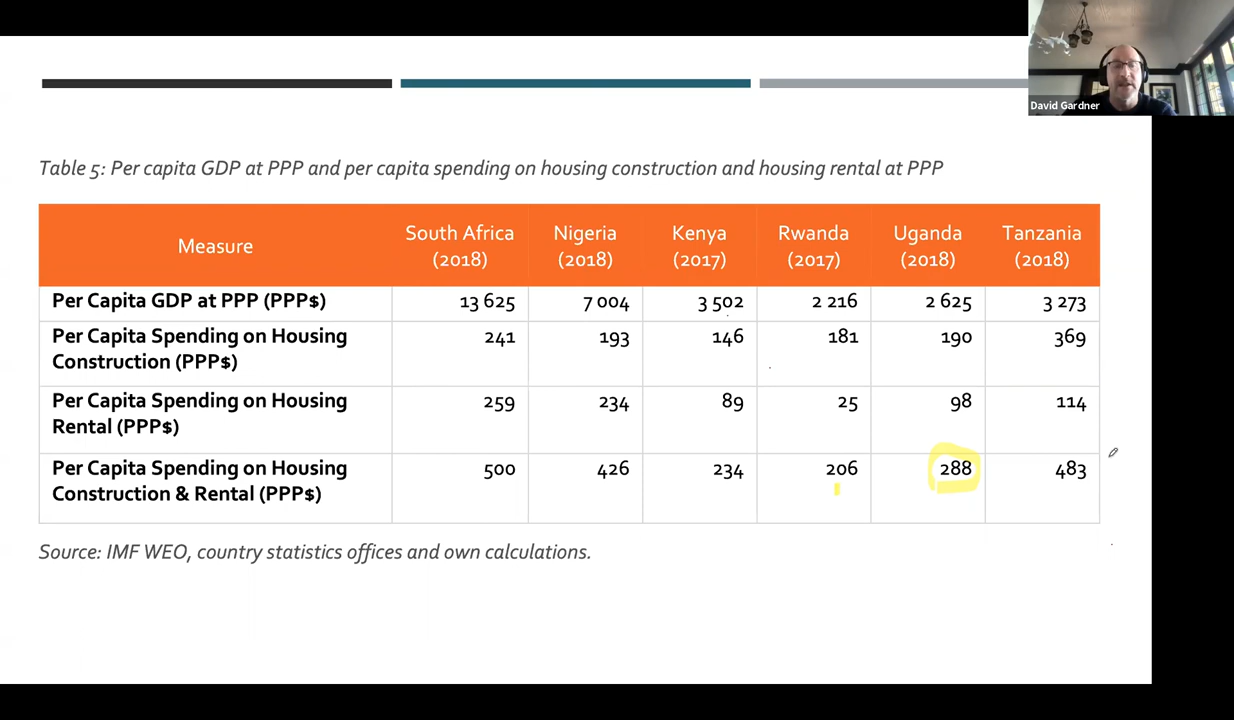 David Gardner
Table 5: Per capita GDP at PPP and per capita spending on housing construction and housing rental at PPP
Measure South Africa (2018) Nigeria (2018) Kenya (2017) Rwanda (2017) Uganda (2018) Tanzania (2018)
Per Capita GDP at PPP (PPP$) 13 625 7 004 3 502 2 216 2 625 3 273
Per Capita Spending on Housing 241 193 146 181 190 369
Construction (PPP$)
Per Capita Spending on Housing 259 234 89 25 98 114
Rental (PPP$)
Per Capita Spending on Housing 500 426 234 206 288 483
Construction & Rental (PPP$)
Source: IMF WEO, country statistics offices and own calculations.